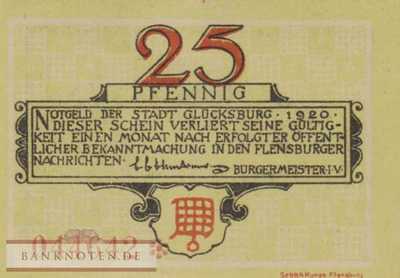 25
PFENNIG
NOTGELD DER STADT GLÜCKSBURG · 1920 ·
DIESER SCHEIN VERLIERT SEINE GÜLTIG-
KEIT EINEN MONAT NACH ERFOLGTER ÖFFENT-
LICHER BEKANNTMACHUNG IN DEN FLENSBURGER
NACHRICHTEN.
BÜRGERMEISTER I·V·
BANKNOTEN.DE